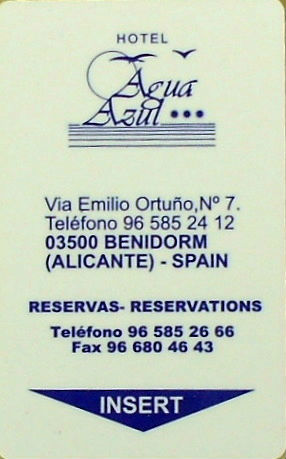 HOTEL
Agua
Azul
Via Emilio Ortuño,Nº 7.
Teléfono 96 585 24 12
03500 BENIDORM
(ALICANTE) - SPAIN
RESERVAS- RESERVATIONS
Teléfono 96 585 26 66
Fax 96 680 46 43
INSERT